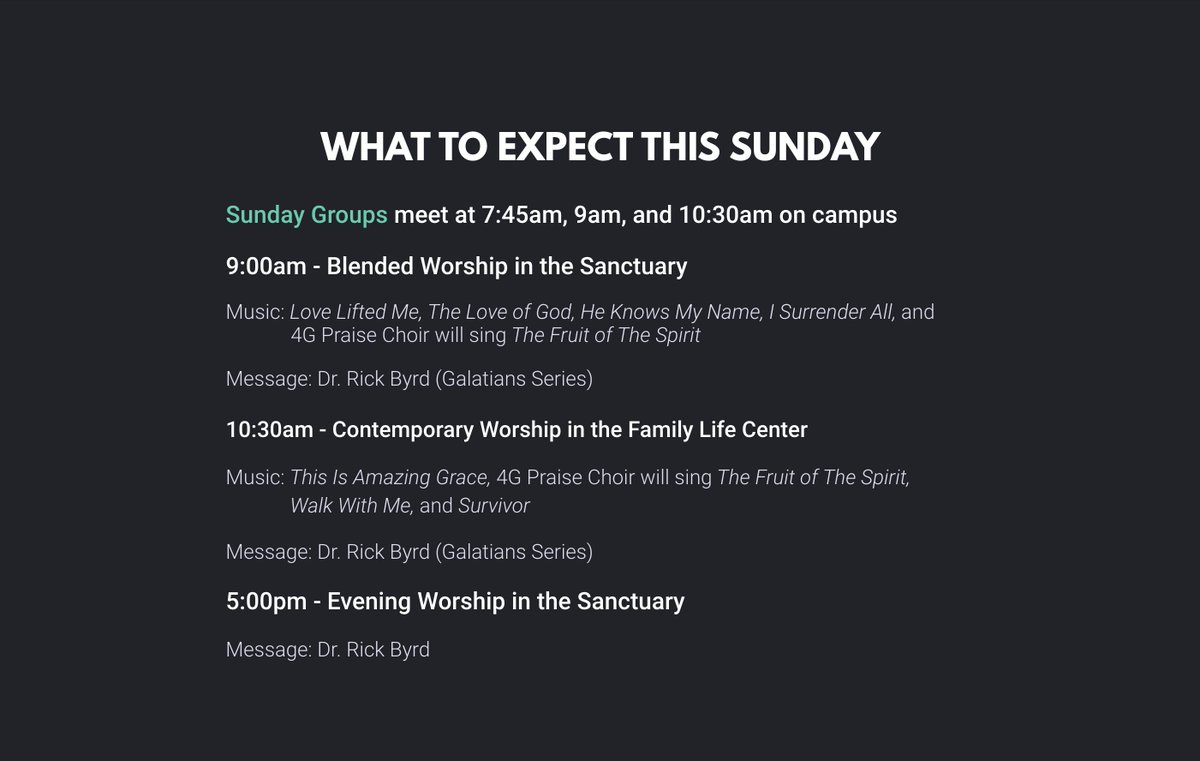 WHAT TO EXPECT THIS SUNDAY
Sunday Groups meet at 7:45am, 9am, and 10:30am on campus
9:00am - Blended Worship in the Sanctuary
Music: Love Lifted Me, The Love of God, He Knows My Name, I Surrender All, and
4G Praise Choir will sing The Fruit of The Spirit
Message: Dr. Rick Byrd (Galatians Series)
10:30am - Contemporary Worship in the Family Life Center
Music: This Is Amazing Grace, 4G Praise Choir will sing The Fruit of The Spirit,
Walk With Me, and Survivor
Message: Dr. Rick Byrd (Galatians Series)
5:00pm - Evening Worship in the Sanctuary
Message: Dr. Rick Byrd